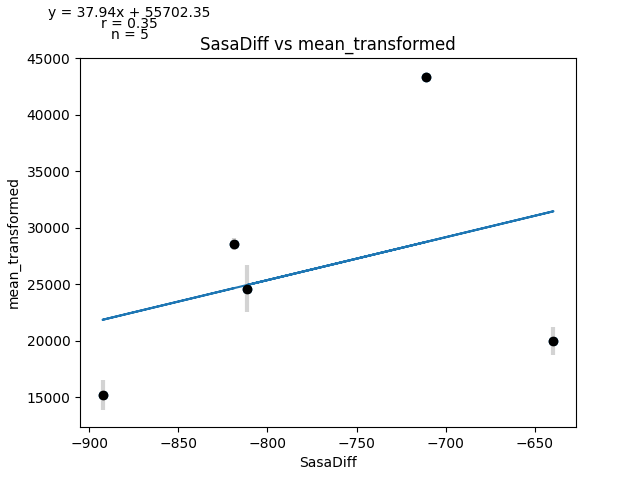 y = 37.94x + 55702.35
r = 0.35
n = 5
SasaDiff vs mean_transformed
45000
40000
35000
30000
25000
20000
15000
mean_transformed
−900
−850
−800
−750
−700
−650
SasaDiff